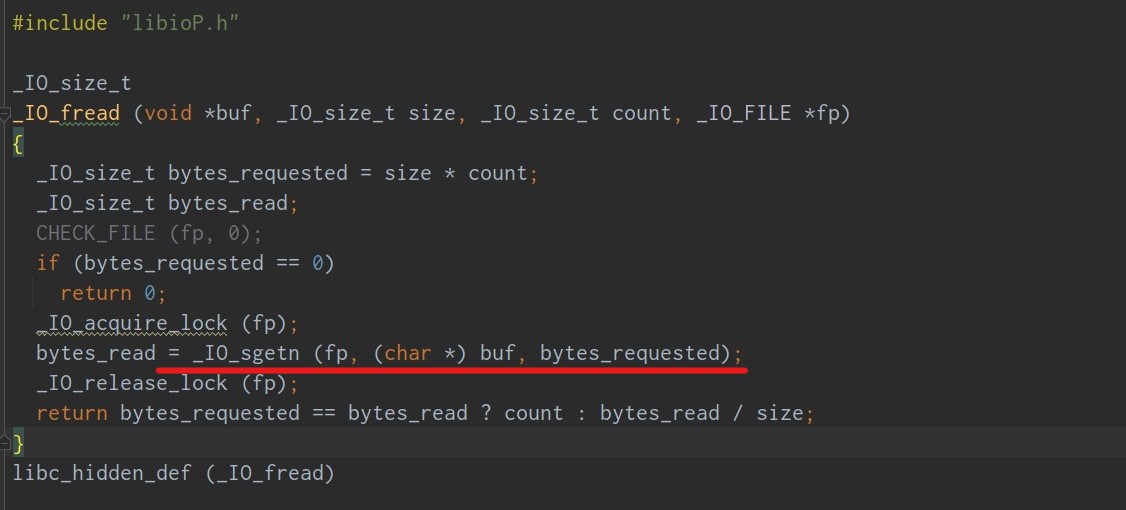 #include "libioP.h"
_IO_size_t
_IO_fread (void *buf, _IO_size_t size, _IO_size_t count, _IO_FILE *fp)
{
_IO_size_t bytes_requested = size * count;
_IO_size_t bytes_read;
CHECK_FILE (fp, 0);
if (bytes_requested == 0)
return 0;
_IO_acquire_lock (fp);
bytes_read = _IO_sgetn (fp, (char *) buf, bytes_requested);
_IO_release_lock (fp);
return bytes_requested == bytes_read ? count : bytes_read / size;
}
libc_hidden_def (_IO_fread)